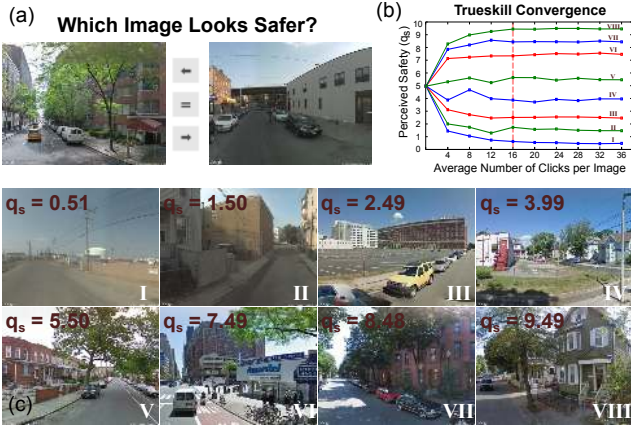 (a)
Which Image Looks Safer?
(b)
Trueskill Convergence
Perceived Safety (qs)
10
9
8
7
6
5
4
3
2
1
0
VIII
VII
VI
V
IV
III
II
I
4 8 12 16 20 24 28 32 36
Average Number of Clicks per Image
qs = 0.51
I
qs = 1.50
II
qs = 2.49
III
qs = 3.99
IV
qs = 5.50
V
qs = 7.49
VI
qs = 8.48
VII
qs = 9.49
VIII
(c)